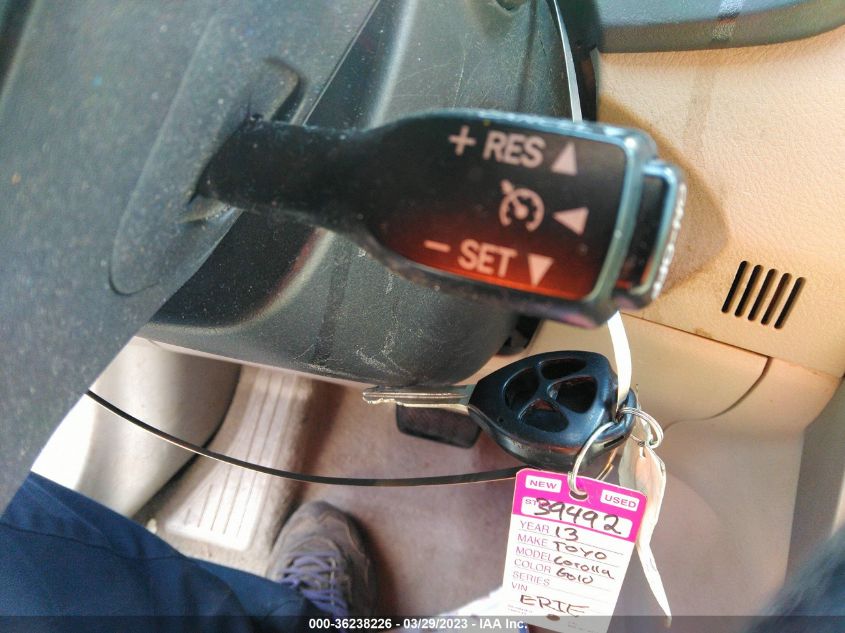 + RES
- SET
NEW USED
ST 39492
YEAR 13
MAKE TOYO
MODEL Corolla
COLOR Gold
SERIES
VIN
ERIE
000-36238226 - 03/29/2023 - IAA Inc.